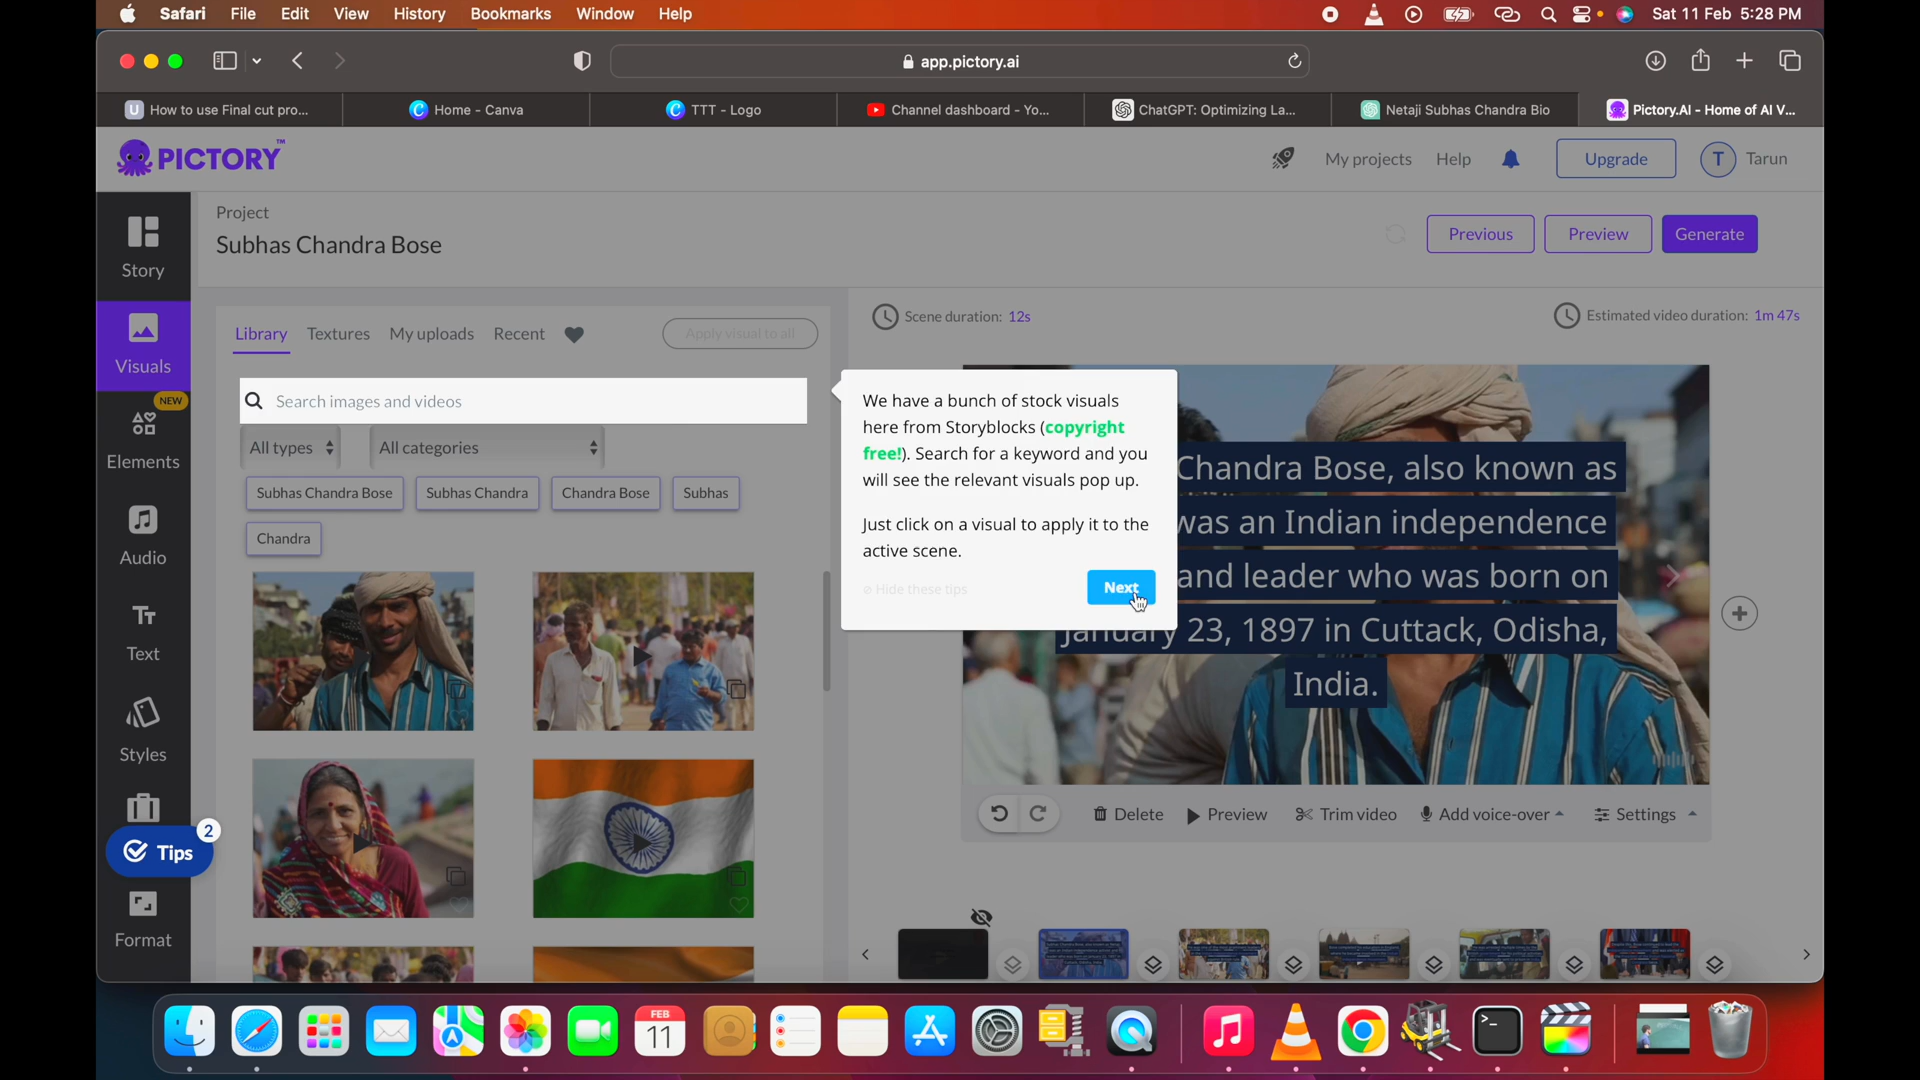 Safari File Edit View History Bookmarks Window Help
Sat 11 Feb 5:28 PM
app.pictory.ai
How to use Final cut pro...
Home - Canva
TTT - Logo
Channel dashboard - Yo...
ChatGPT: Optimizing La...
Netaji Subhas Chandra Bio
Pictory.AI - Home of AI V...
PICTORY™
My projects
Help
Upgrade
T
Tarun
Project
Subhas Chandra Bose
Previous
Preview
Generate
Story
Visuals
NEW
Elements
Audio
Text
Styles
2
Tips
Format
Library
Textures
My uploads
Recent
Apply visual to all
Search images and videos
All types
All categories
Subhas Chandra Bose
Subhas Chandra
Chandra Bose
Subhas
Chandra
Scene duration: 12s
Estimated video duration: 1m 47s
We have a bunch of stock visuals
here from Storyblocks (copyright
free!). Search for a keyword and you
will see the relevant visuals pop up.
Just click on a visual to apply it to the
active scene.
Hide these tips
Next
Chandra Bose, also known as
was an Indian independence
and leader who was born on
January 23, 1897 in Cuttack, Odisha,
India.
Delete
Preview
Trim video
Add voice-over
Settings
FEB
11